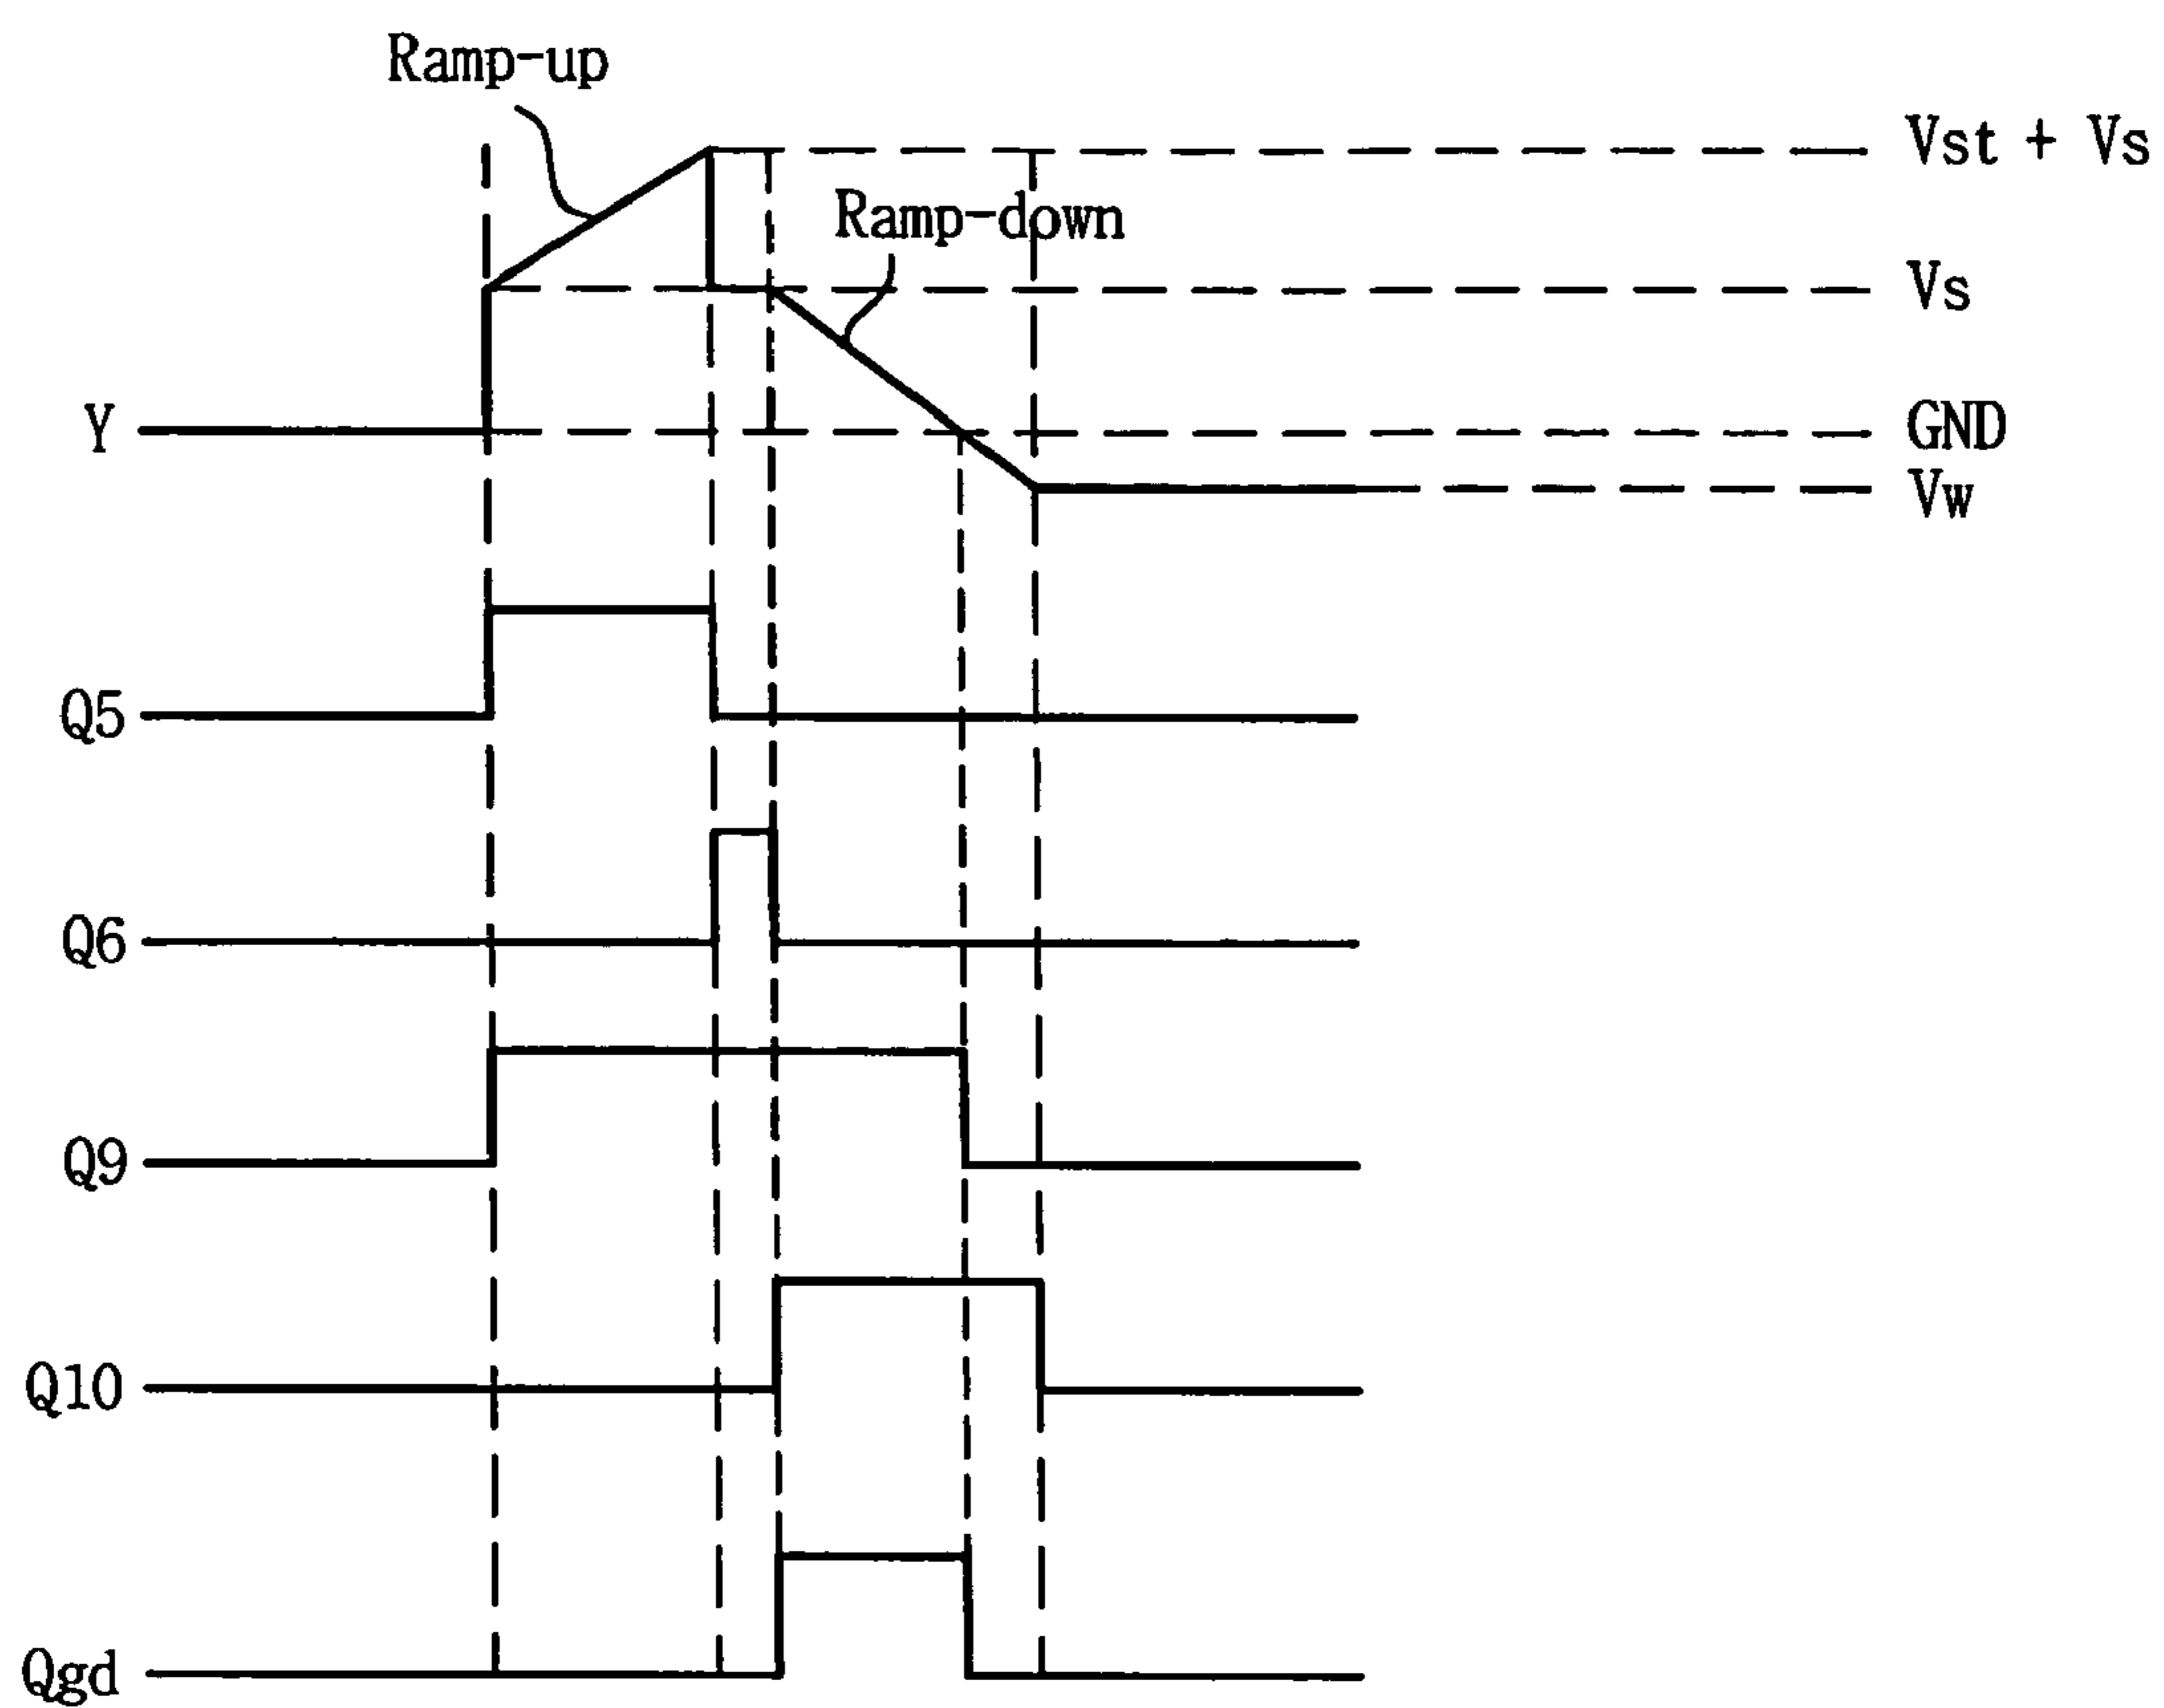 Ramp-up
Vst + Vs
Ramp-down
Vs
Y
GND
Vw
Q5
Q6
Q9
Q10
Qgd